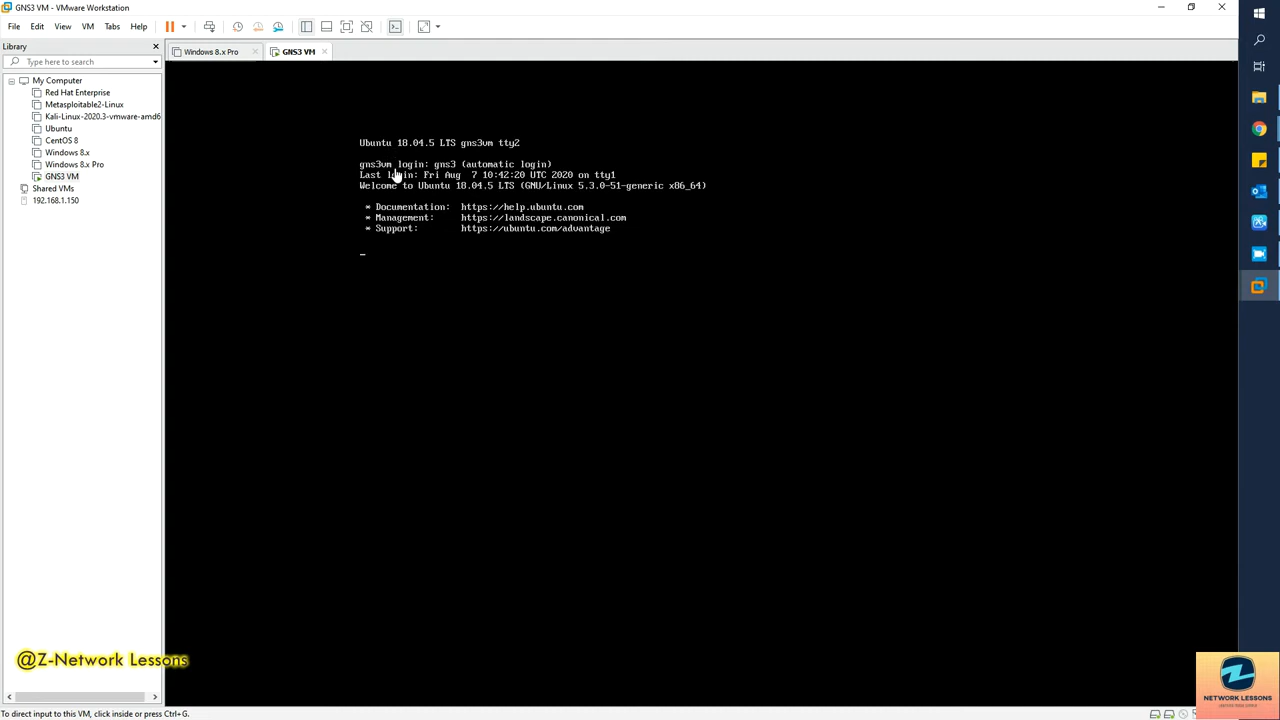 GNS3 VM - VMware Workstation
File Edit View VM Tabs Help
Library
Type here to search
My Computer
Red Hat Enterprise
Metasploitable2-Linux
Kali-Linux-2020.3-vmware-amd6
Ubuntu
CentOS 8
Windows 8.x
Windows 8.x Pro
GNS3 VM
Shared VMs
192.168.1.150
Windows 8.x Pro
GNS3 VM
Ubuntu 18.04.5 LTS gns3vm tty2
gns3vm login: gns3 (automatic login)
Last login: Fri Aug  7 10:42:20 UTC 2020 on tty1
Welcome to Ubuntu 18.04.5 LTS (GNU/Linux 5.3.0-51-generic x86_64)
* Documentation:  https://help.ubuntu.com
* Management:     https://landscape.canonical.com
* Support:        https://ubuntu.com/advantage
@Z-Network Lessons
NETWORK LESSONS
To direct input to this VM, click inside or press Ctrl+G.